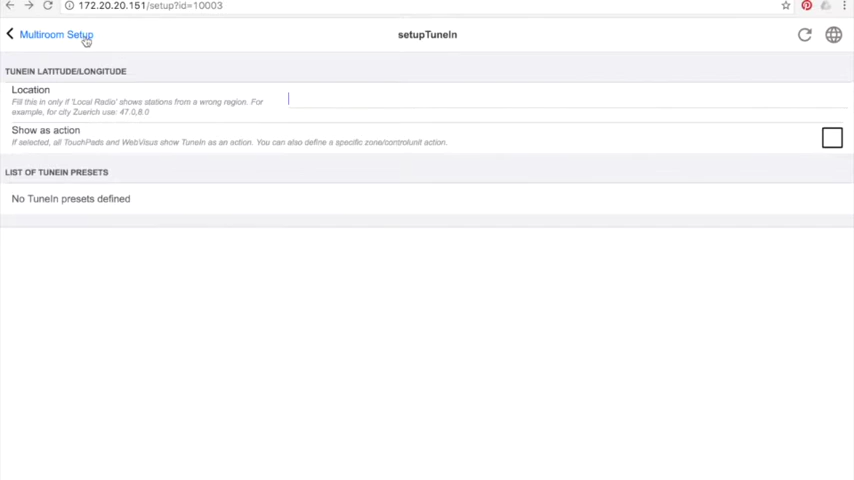 172.20.20.151/setup?id=10003
Multiroom Setup
setupTuneIn
TUNEIN LATITUDE/LONGITUDE
Location
Fill this in only if 'Local Radio' shows stations from a wrong region. For
example, for city Zuerich use: 47.0,8.0
Show as action
If selected, all TouchPads and WebVisus show TuneIn as an action. You can also define a specific zone/controlunit action.
LIST OF TUNEIN PRESETS
No TuneIn presets defined